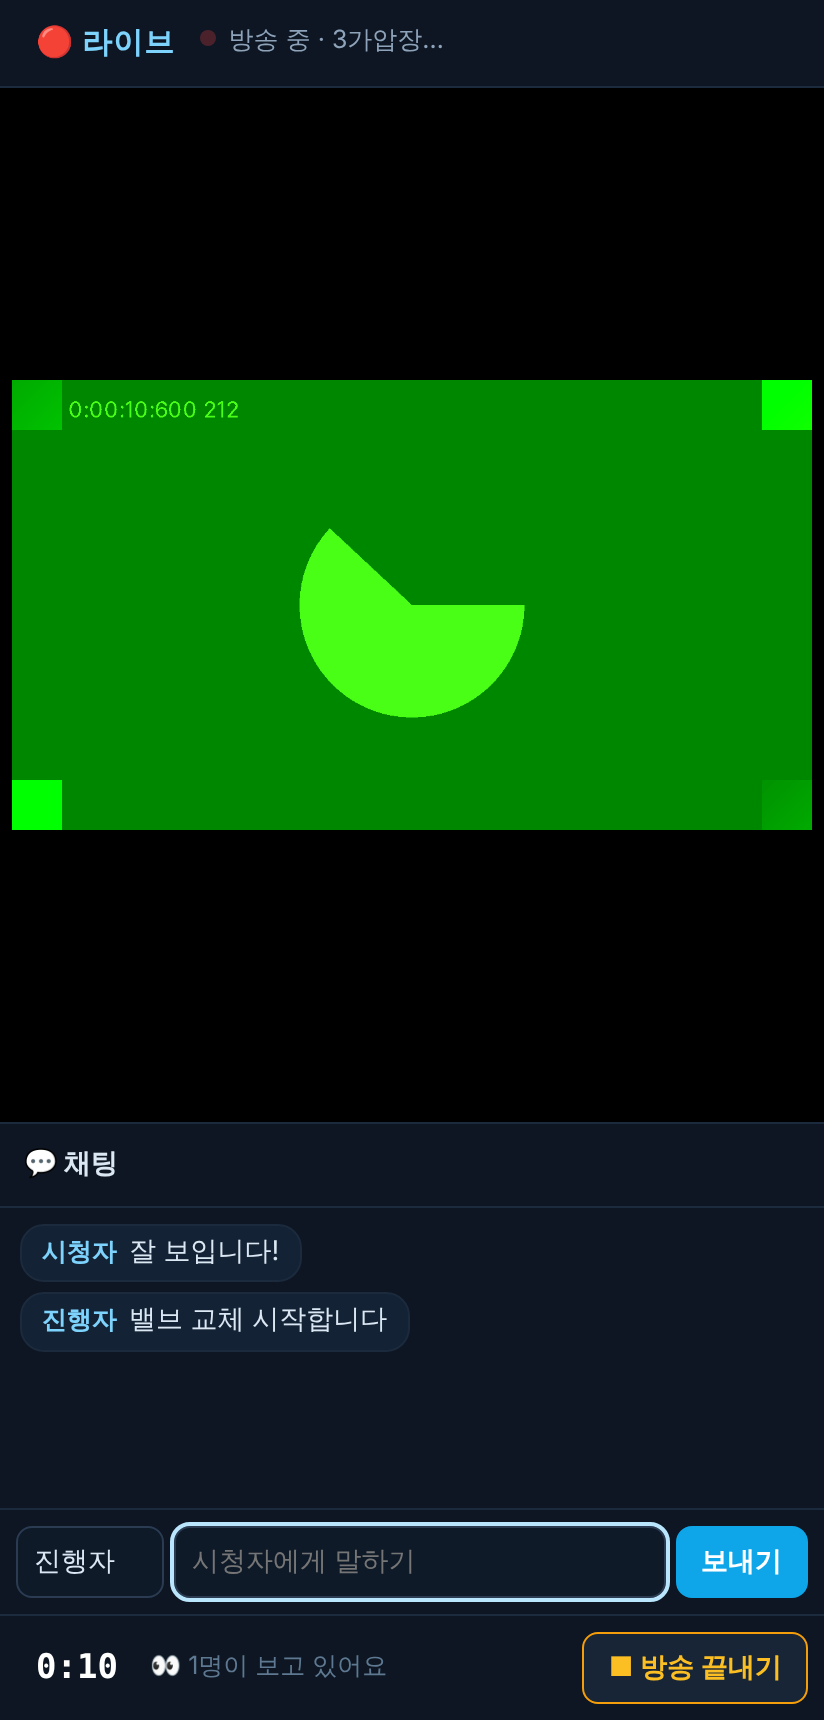 라이브 방송 중 · 3가압장...
0:00:10:600 212
채팅
시청자 잘 보입니다!
진행자 밸브 교체 시작합니다
진행자 시청자에게 말하기 보내기
0:10 1명이 보고 있어요 방송 끝내기